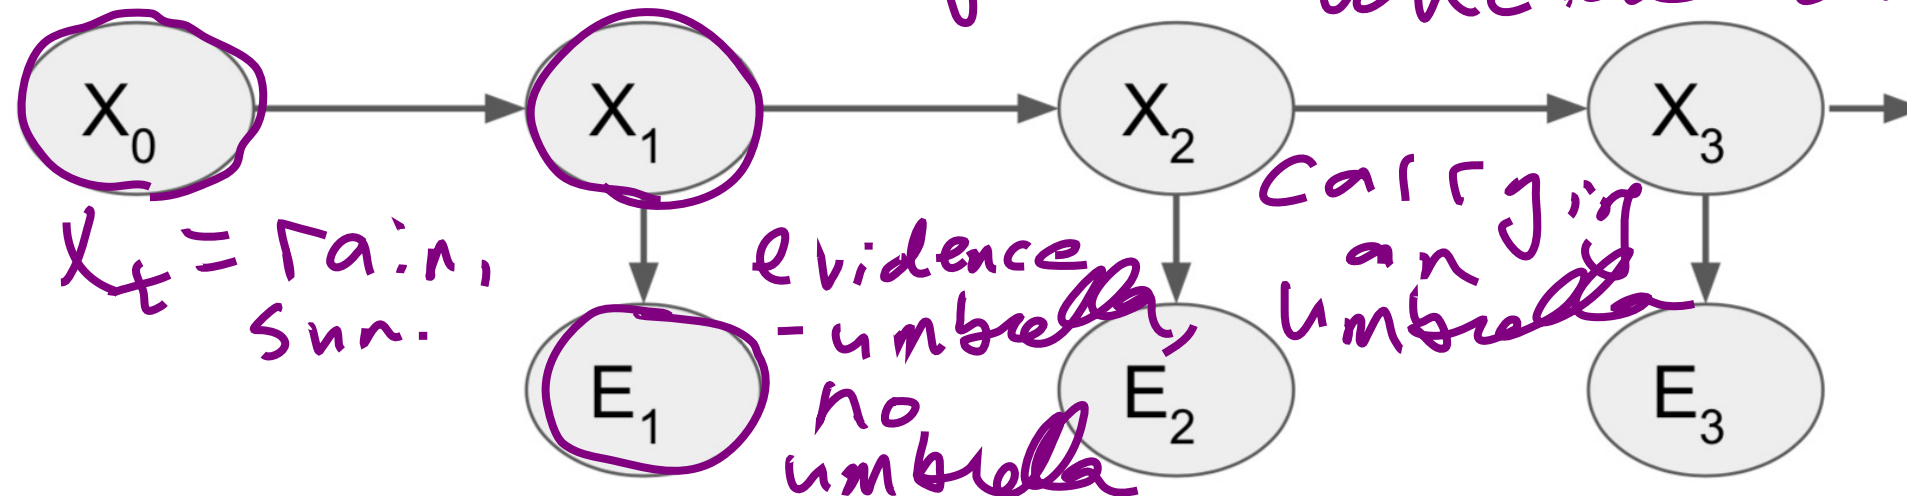 X₀ X₁ X₂ X₃
Xₜ = rain,
sun.
evidence
- umbrella,
no
umbrella
carrying
an
umbrella
E₁ E₂ E₃